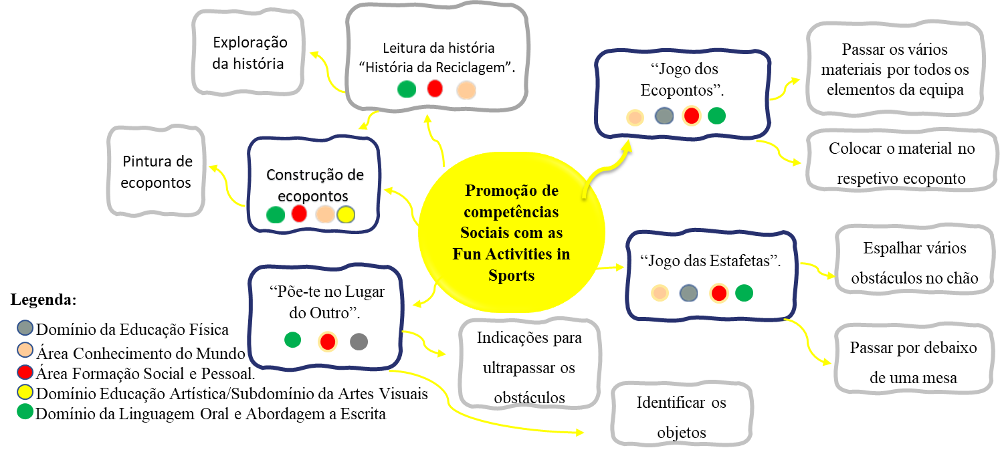 Exploração
da história
Leitura da história
“História da Reciclagem”.
“Jogo dos
Ecopontos”.
Passar os vários
materiais por todos os
elementos da equipa
Colocar o material no
respetivo ecoponto
Pintura de
ecopontos
Construção de
ecopontos
Promoção de
competências
Sociais com as
Fun Activities in
Sports
“Jogo das Estafetas”.
Espalhar vários
obstáculos no chão
Passar por debaixo
de uma mesa
“Põe-te no Lugar
do Outro”.
Indicações para
ultrapassar os
obstáculos
Identificar os
objetos
Legenda:
Domínio da Educação Física
Área Conhecimento do Mundo
Área Formação Social e Pessoal.
Domínio Educação Artística/Subdomínio da Artes Visuais
Domínio da Linguagem Oral e Abordagem a Escrita